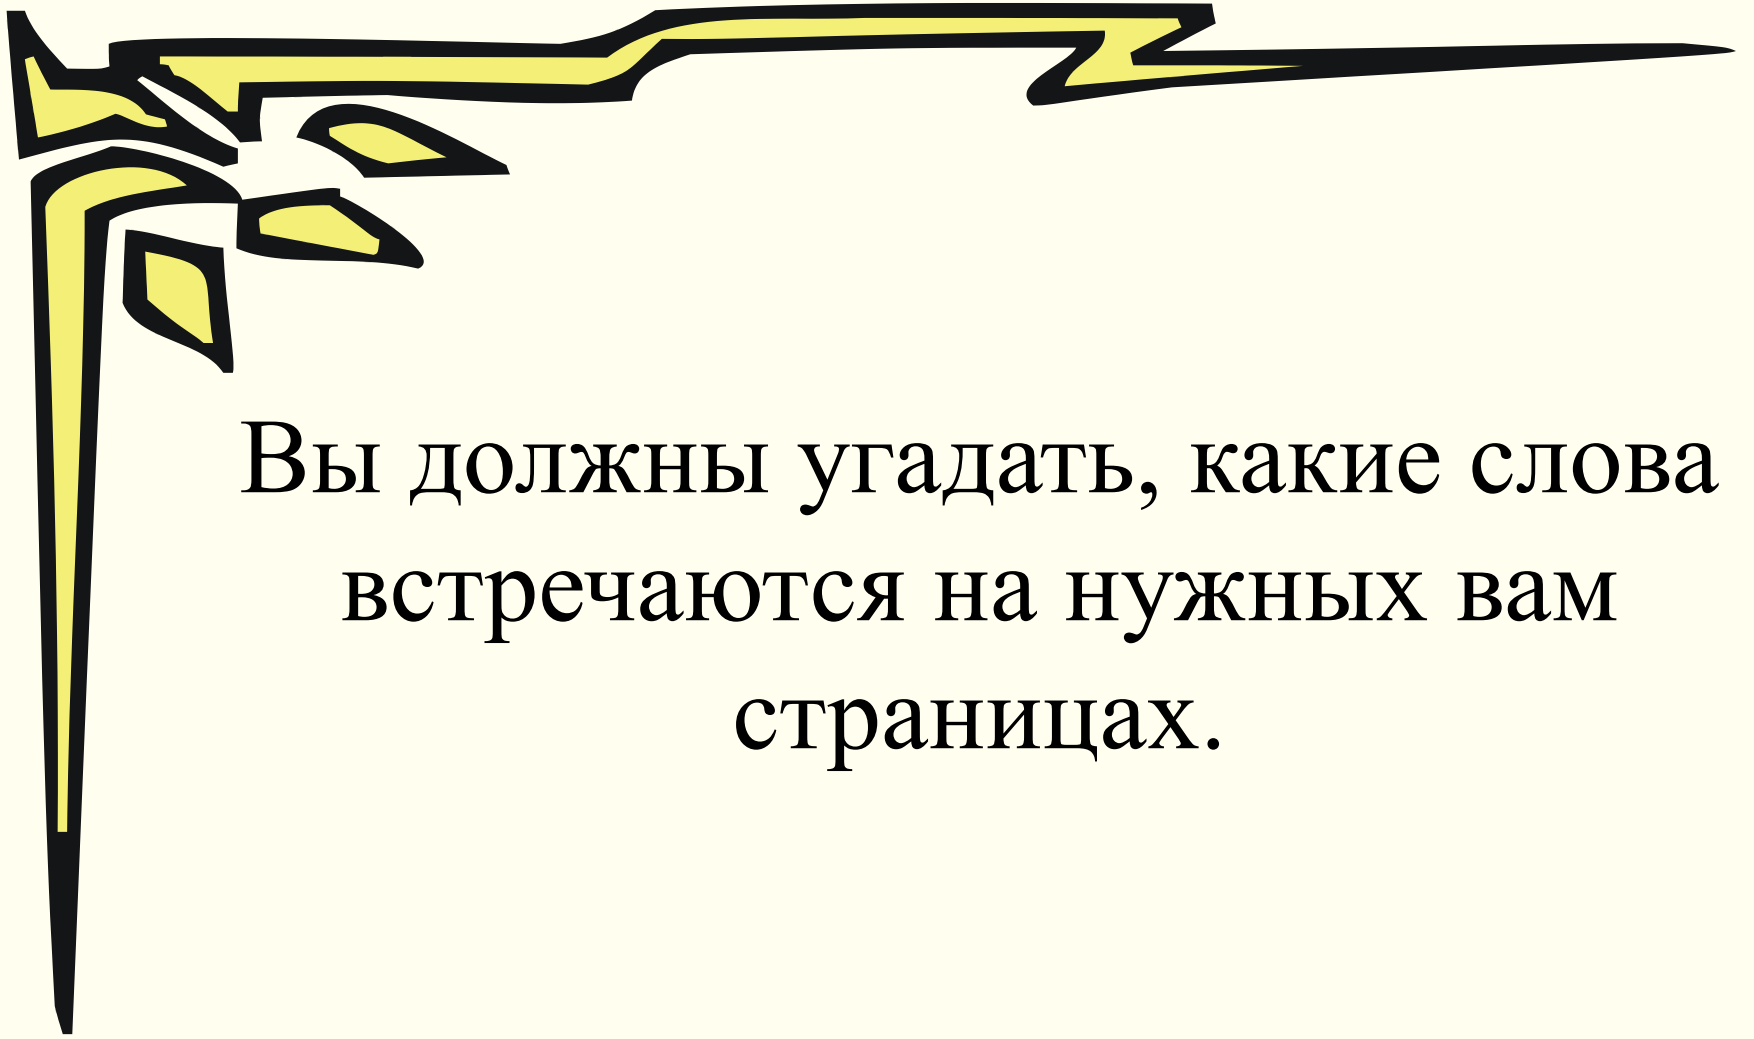 Вы должны угадать, какие слова
встречаются на нужных вам
страницах.